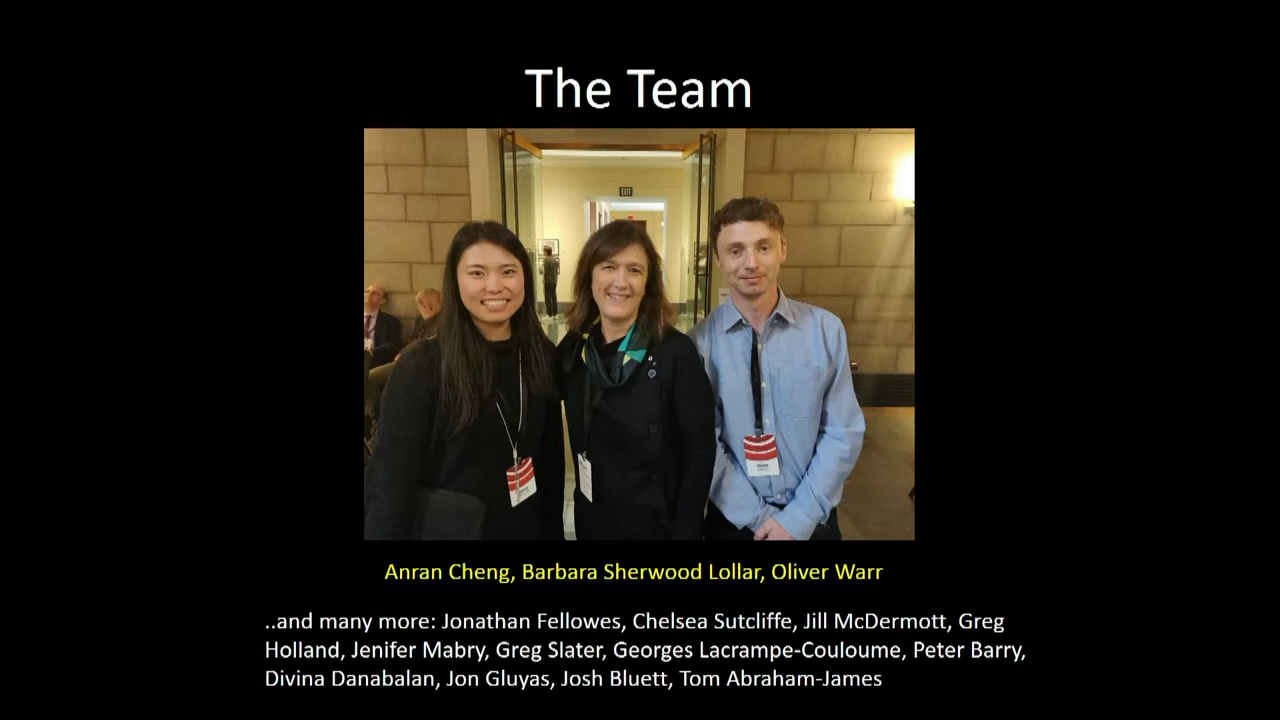 The Team
EXIT
Anran Cheng, Barbara Sherwood Lollar, Oliver Warr
..and many more: Jonathan Fellowes, Chelsea Sutcliffe, Jill McDermott, Greg
Holland, Jenifer Mabry, Greg Slater, Georges Lacrampe-Couloume, Peter Barry,
Divina Danabalan, Jon Gluyas, Josh Bluett, Tom Abraham-James